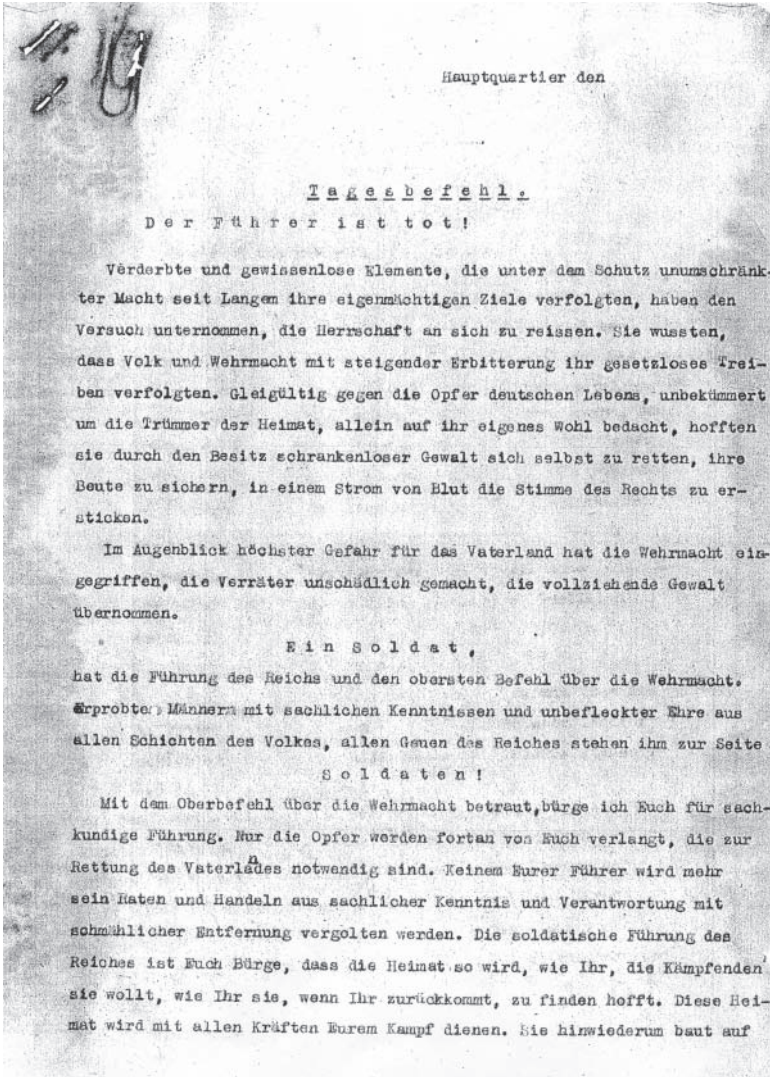 Hauptquartier den
Tagesbefehl.
Der Führer ist tot!
Verderbte und gewissenlose Elemente, die unter dem Schutz unumschränk-
ter Macht seit Langem ihre eigenmächtigen Ziele verfolgten, haben den
Versuch unternommen, die Herrschaft an sich zu reissen. Sie wussten,
dass Volk und Wehrmacht mit steigender Erbitterung ihr gesetzloses Trei-
ben verfolgten. Gleigültig gegen die Opfer deutschen Lebens, unbekümmert
um die Trümmer der Heimat, allein auf ihr eigenes Wohl bedacht, hofften
sie durch den Besitz schrankenloser Gewalt sich selbst zu retten, ihre
Beute zu sichern, in einem Strom von Blut die Stimme des Rechts zu er-
sticken.
Im Augenblick höchster Gefahr für das Vaterland hat die Wehrmacht ein-
gegriffen, die Verräter unschädlich gemacht, die vollziehende Gewalt
übernommen.
Ein Soldat,
hat die Führung des Reichs und den obersten Befehl über die Wehrmacht.
Erprobte Männer mit sachlichen Kenntnissen und unbefleckter Ehre aus
allen Schichten des Volkes, allen Gauen des Reiches stehen ihm zur Seite
Soldaten!
Mit dem Oberbefehl über die Wehrmacht betraut, bürge ich Euch für sach-
kundige Führung. Nur die Opfer werden fortan von Euch verlangt, die zur
Rettung des Vaterlandes notwendig sind. Keinem Eurer Führer wird mehr
sein Raten und Handeln aus sachlicher Kenntnis und Verantwortung mit
schmählicher Entfernung vergolten werden. Die soldatische Führung des
Reiches ist Euch Bürge, dass die Heimat so wird, wie Ihr, die Kämpfenden
sie wollt, wie Ihr sie, wenn Ihr zurückkommt, zu finden hofft. Diese Hei-
mat wird mit allen Kräften Eurem Kampf dienen. Sie hinwiederum baut auf